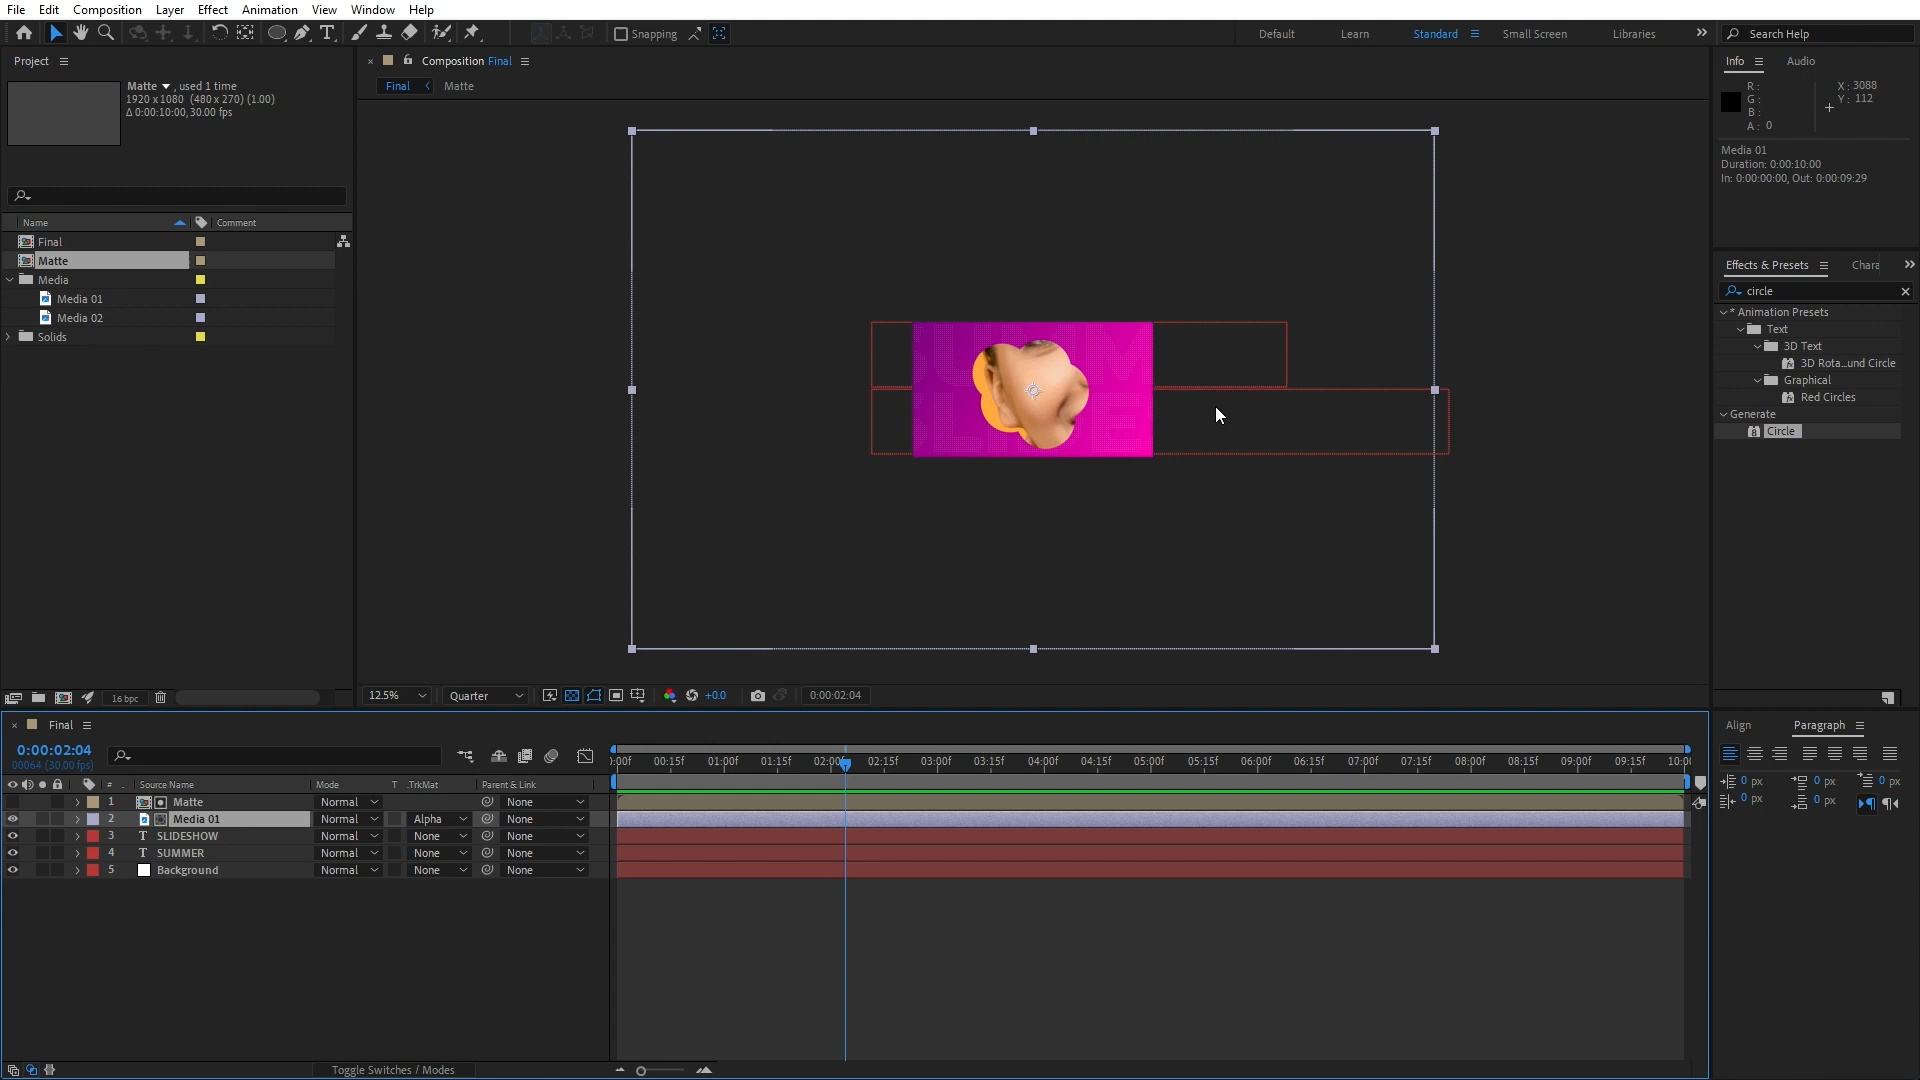 File Edit Composition Layer Effect Animation View Window Help
Snapping Default Learn Standard Small Screen Libraries Search Help
Project
Matte , used 1 time
1920 x 1080 (480 x 270) (1.00)
Δ 0:00:10:00, 30.00 fps
Name Comment
Final
Matte
Media
Media 01
Media 02
Solids
16 bpc
× Composition Final
Final Matte
12.5% Quarter +0.0 0:00:02:04
Info Audio
R :
G :
B :
A : 0
X : 3088
Y : 112
Media 01
Duration: 0:00:10:00
In: 0:00:00:00, Out: 0:00:09:29
Effects & Presets Chara
circle
* Animation Presets
Text
3D Text
3D Rota...und Circle
Graphical
Red Circles
Generate
Circle
Final
0:00:02:04
00064 (30.00 fps)
:00f 00:15f 01:00f 01:15f 02:00f 02:15f 03:00f 03:15f 04:00f 04:15f 05:00f 05:15f 06:00f 06:15f 07:00f 07:15f 08:00f 08:15f 09:00f 09:15f 10:00
# Source Name Mode T .TrkMat Parent & Link
1 Matte Normal None
2 Media 01 Normal Alpha None
3 T SLIDESHOW Normal None None
4 T SUMMER Normal None None
5 Background Normal None None
Toggle Switches / Modes
Align Paragraph
0 px 0 px 0 px
0 px 0 px